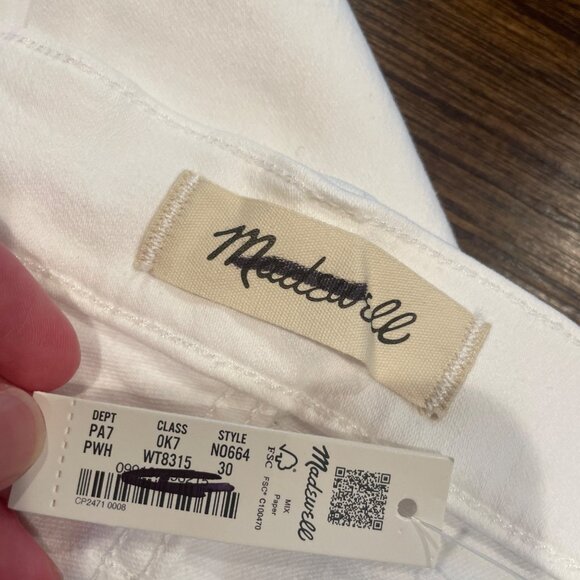 Madewell
DEPT CLASS STYLE
PA7 0K7 N0664
PWH WT8315 30
CP2471 0008
FSC
MIX
Paper
FSC® C100470
Madewell